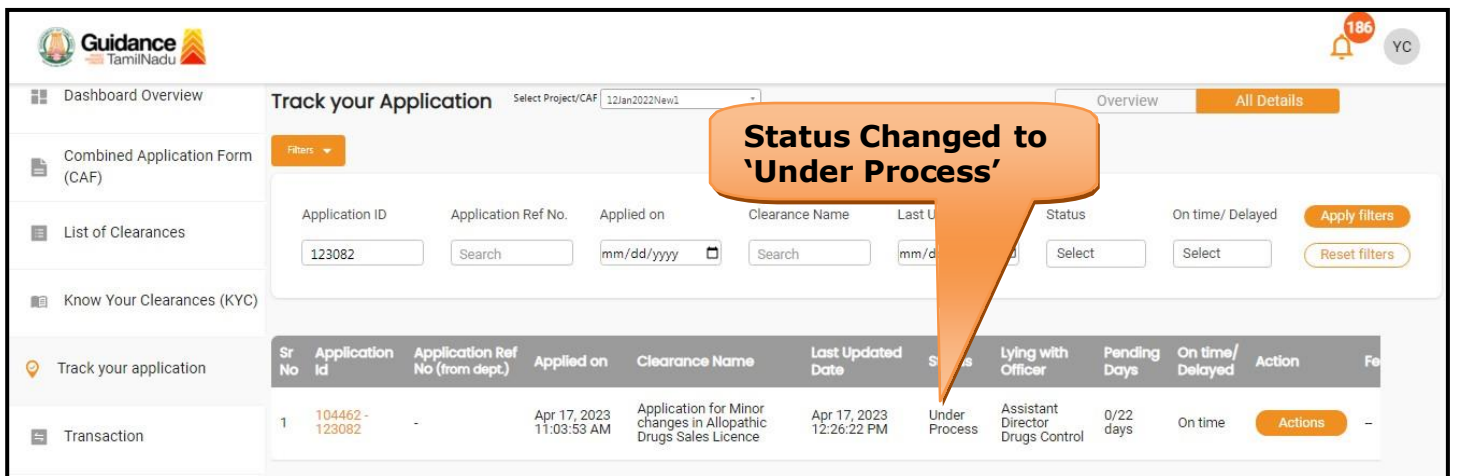 Guidance
TamilNadu
186
YC
Dashboard Overview
Combined Application Form
(CAF)
List of Clearances
Know Your Clearances (KYC)
Track your application
Transaction
Track your Application
Select Project/CAF
12Jan2022New1
Overview
All Details
Filters
Status Changed to
‘Under Process’
Application ID
Application Ref No.
Applied on
Clearance Name
Last U
Status
On time/ Delayed
Apply filters
123082
Search
mm/dd/yyyy
Search
mm/d
Select
Select
Reset filters
Sr No
Application Id
Application Ref No (from dept.)
Applied on
Clearance Name
Last Updated Date
Lying with Officer
Pending Days
On time/ Delayed
Action
Fe
1
104462 -
123082
-
Apr 17, 2023
11:03:53 AM
Application for Minor
changes in Allopathic
Drugs Sales Licence
Apr 17, 2023
12:26:22 PM
Under
Process
Assistant
Director
Drugs Control
0/22
days
On time
Actions
--